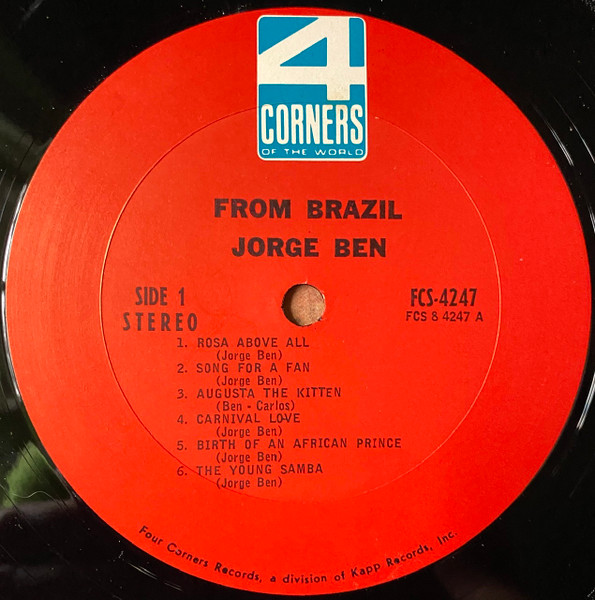 4
CORNERS
OF THE WORLD
FROM BRAZIL
JORGE BEN
SIDE 1
STEREO
FCS-4247
FCS 8 4247 A
1. ROSA ABOVE ALL
(Jorge Ben)
2. SONG FOR A FAN
(Jorge Ben)
3. AUGUSTA THE KITTEN
(Ben - Carlos)
4. CARNIVAL LOVE
(Jorge Ben)
5. BIRTH OF AN AFRICAN PRINCE
(Jorge Ben)
6. THE YOUNG SAMBA
(Jorge Ben)
Four Corners Records, a division of Kapp Records, Inc.